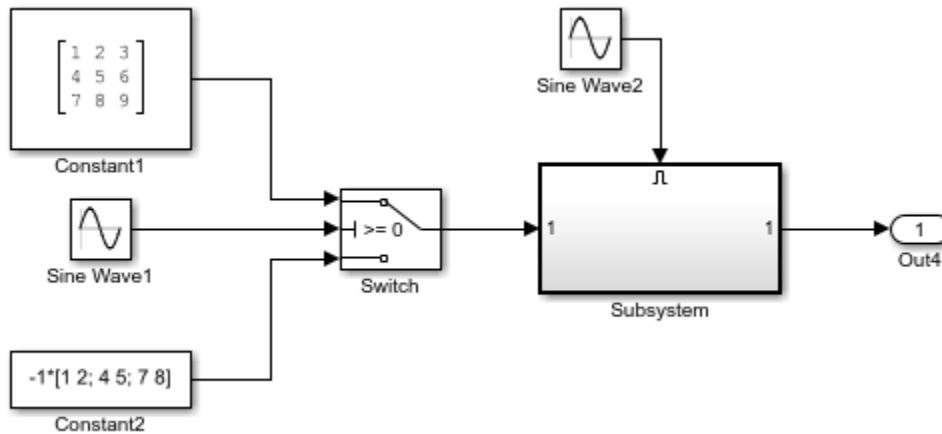 1 2 3
4 5 6
7 8 9
Constant1
Sine Wave2
Sine Wave1
>= 0
Switch
1
1
Subsystem
1
Out4
-1*[1 2; 4 5; 7 8]
Constant2